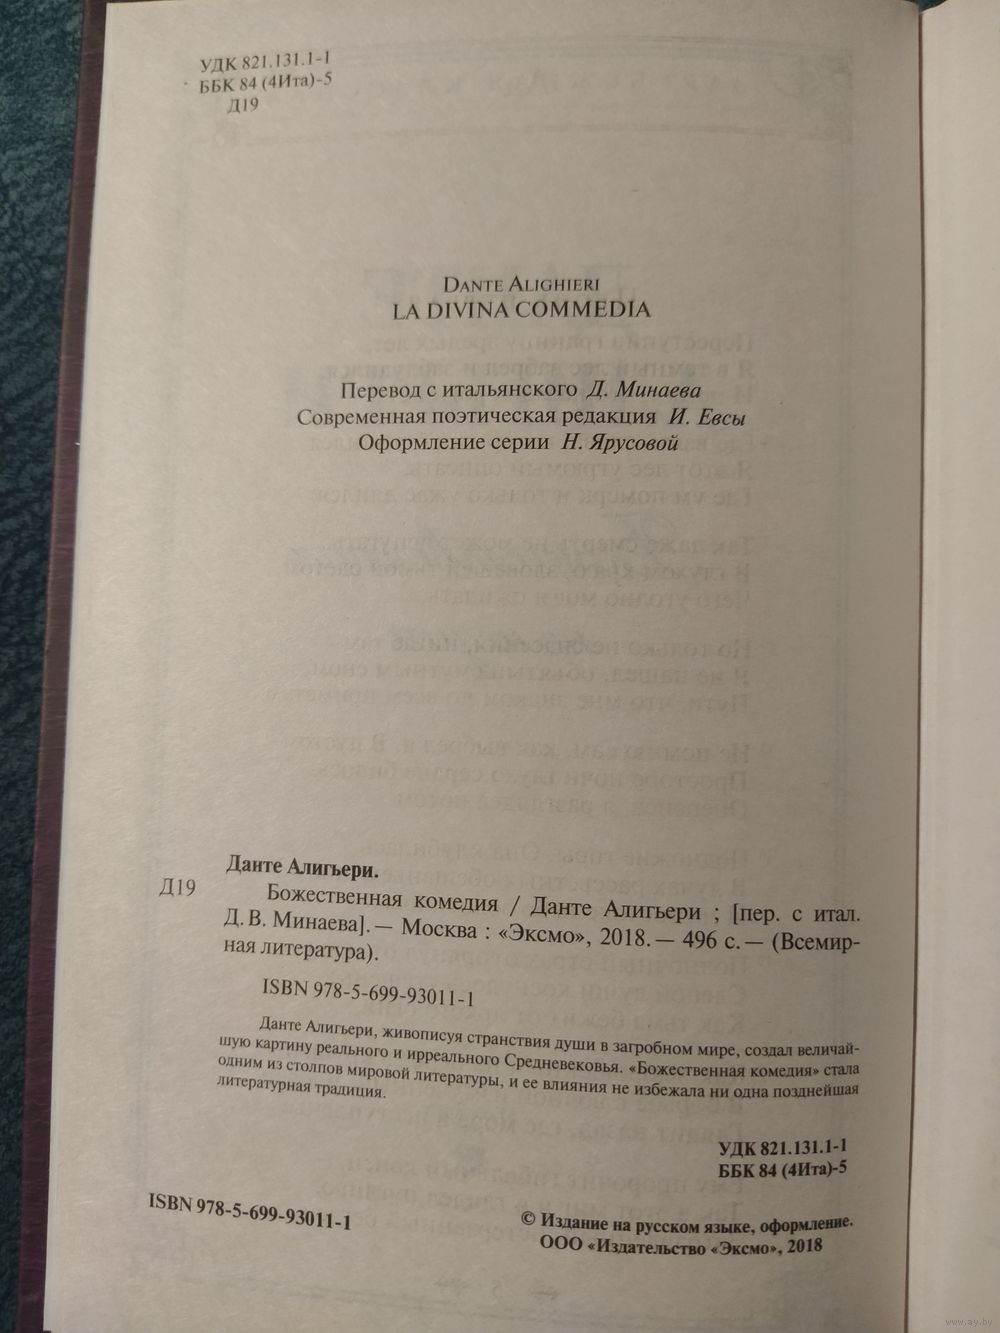 УДК 821.131.1-1
ББК 84 (4Ита)-5
Д19
DANTE ALIGHIERI
LA DIVINA COMMEDIA
Перевод с итальянского Д. Минаева
Современная поэтическая редакция И. Евсы
Оформление серии Н. Ярусовой
Данте Алигьери.
Д19
Божественная комедия / Данте Алигьери ; [пер. с итал.
Д. В. Минаева]. — Москва : «Эксмо», 2018. — 496 с. — (Всемир-
ная литература).
ISBN 978-5-699-93011-1
Данте Алигьери, живописуя странствия души в загробном мире, создал величай-
шую картину реального и ирреального Средневековья. «Божественная комедия» стала
одним из столпов мировой литературы, и ее влияния не избежала ни одна позднейшая
литературная традиция.
УДК 821.131.1-1
ББК 84 (4Ита)-5
ISBN 978-5-699-93011-1
© Издание на русском языке, оформление.
ООО «Издательство «Эксмо», 2018
www.ay.by